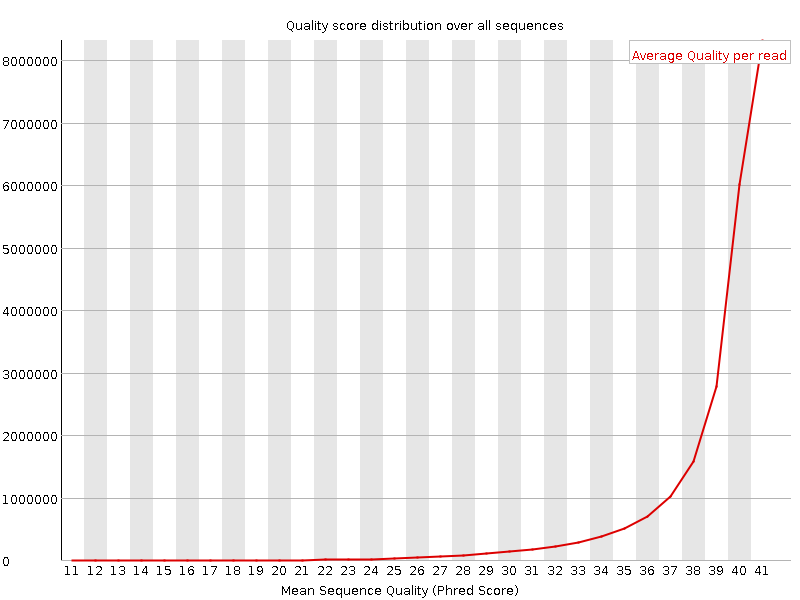 Quality score distribution over all sequences
Average Quality per read
8000000
7000000
6000000
5000000
4000000
3000000
2000000
1000000
0
11 12 13 14 15 16 17 18 19 20 21 22 23 24 25 26 27 28 29 30 31 32 33 34 35 36 37 38 39 40 41
Mean Sequence Quality (Phred Score)